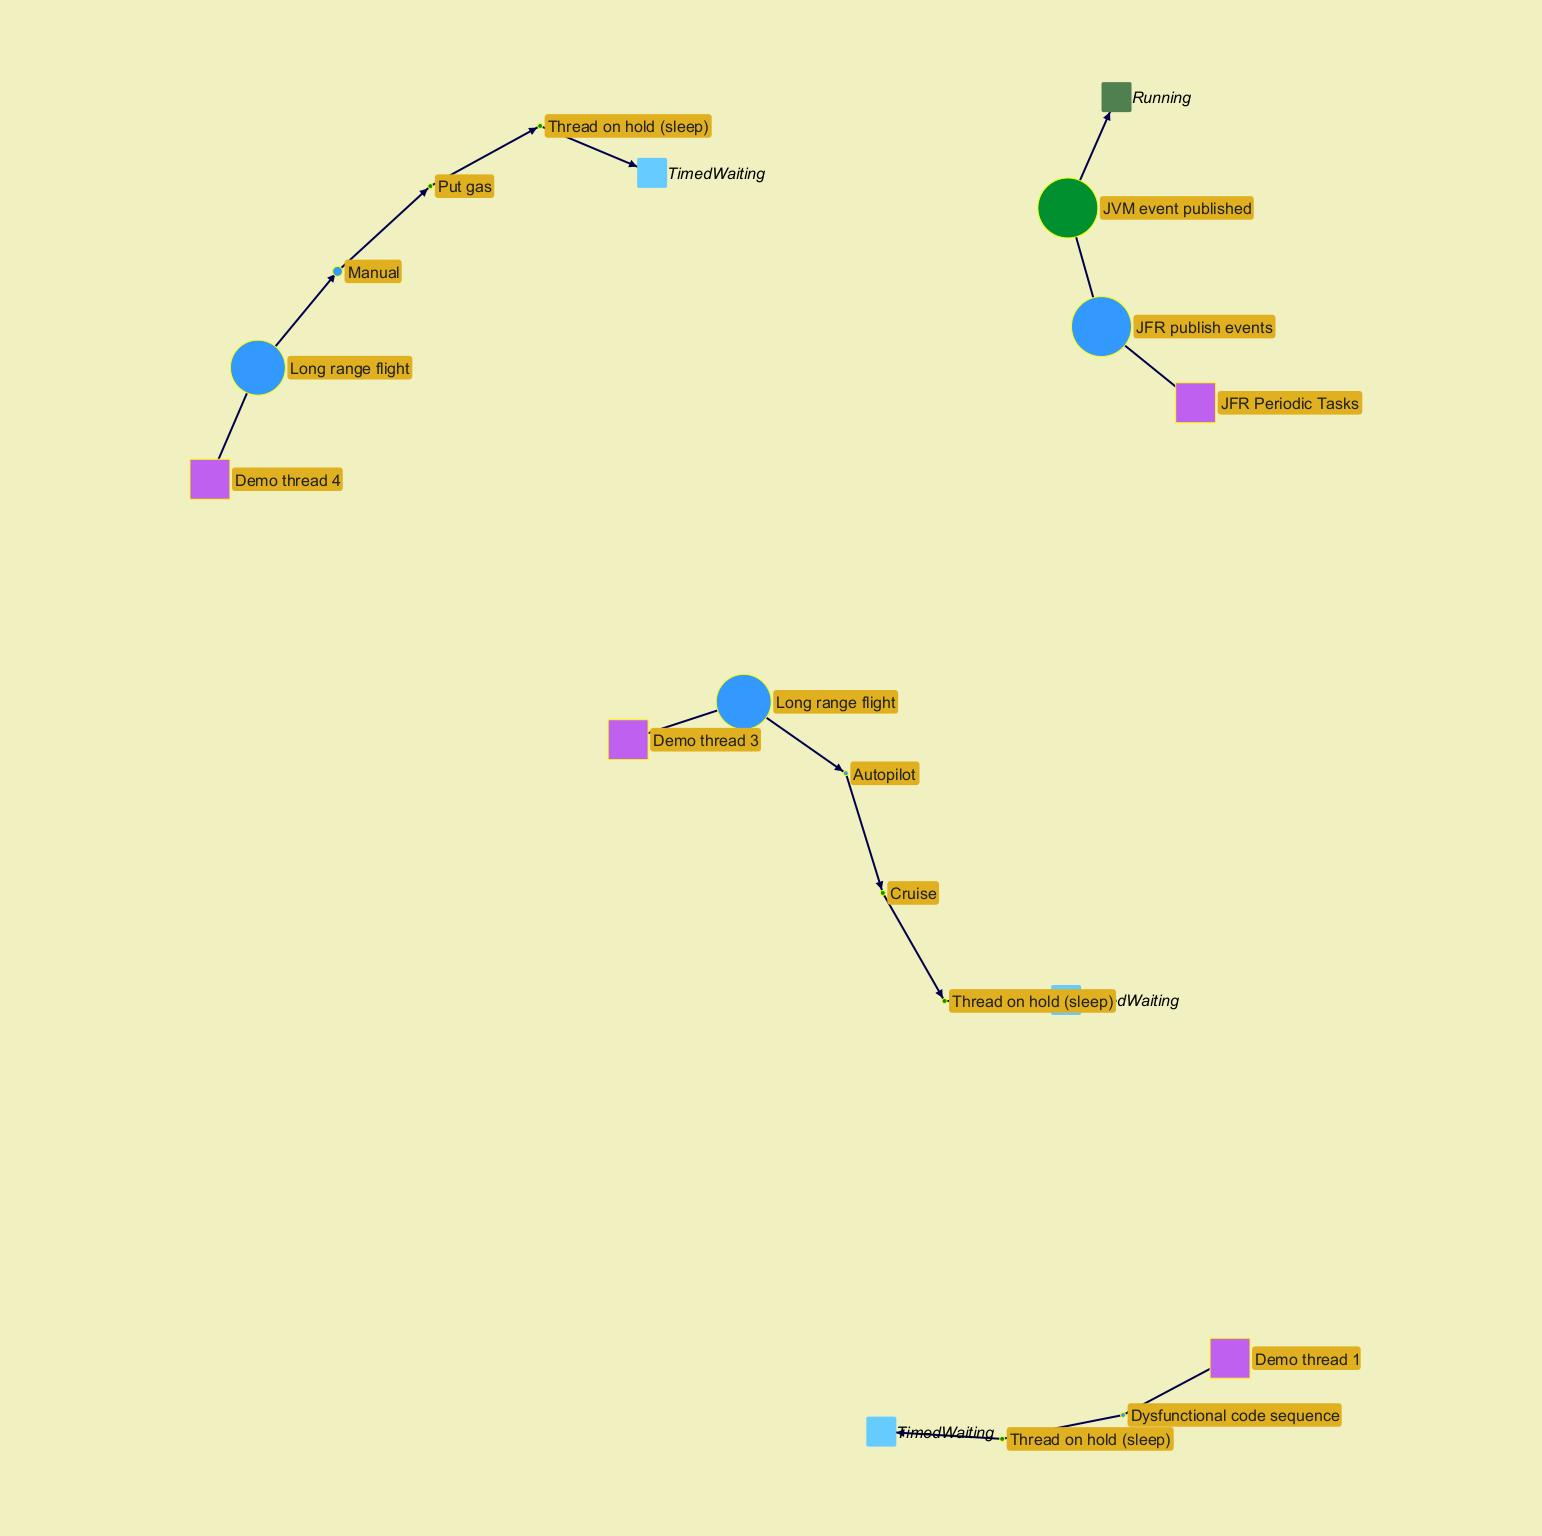 Running
Thread on hold (sleep)
TimedWaiting
Put gas
JVM event published
Manual
JFR publish events
Long range flight
JFR Periodic Tasks
Demo thread 4
Long range flight
Demo thread 3
Autopilot
Cruise
Thread on hold (sleep)
dWaiting
Demo thread 1
Dysfunctional code sequence
TimedWaiting
Thread on hold (sleep)